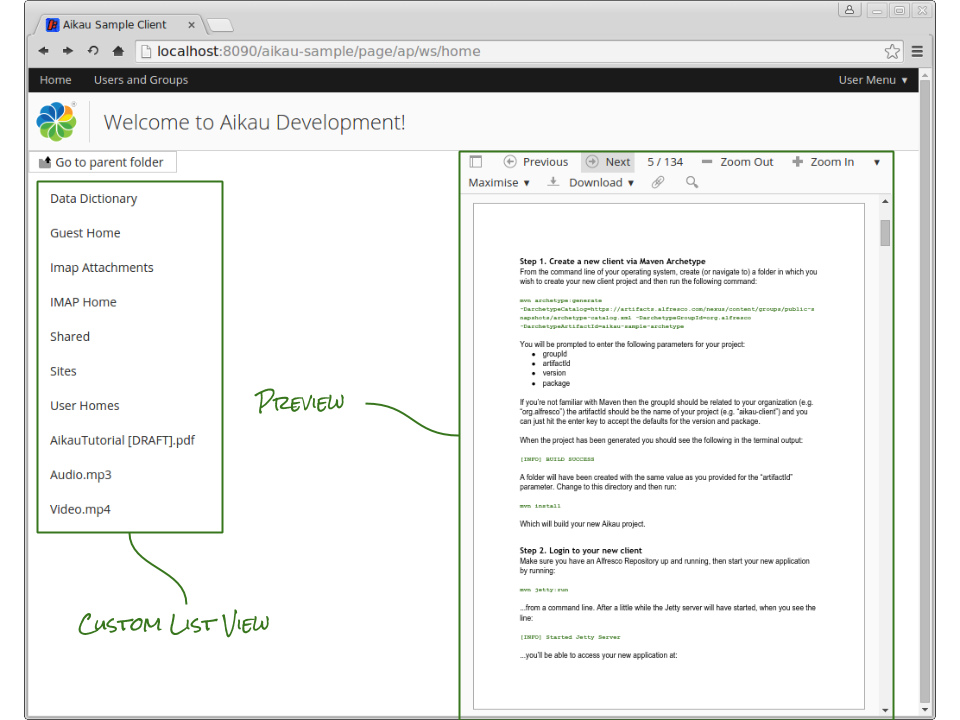 Aikau Sample Client
localhost:8090/aikau-sample/page/ap/ws/home
Home Users and Groups User Menu
Welcome to Aikau Development!
Go to parent folder
Data Dictionary
Guest Home
Imap Attachments
IMAP Home
Shared
Sites
User Homes
AikauTutorial [DRAFT].pdf
Audio.mp3
Video.mp4
Custom List View
Preview
Previous Next 5 / 134 Zoom Out Zoom In
Maximise Download
Step 1. Create a new client via Maven Archetype
From the command line of your operating system, create (or navigate to) a folder in which you
wish to create your new client project and then run the following command:
mvn archetype:generate
-DarchetypeCatalog=https://artifacts.alfresco.com/nexus/content/groups/public-s
napshots/archetype-catalog.xml -DarchetypeGroupId=org.alfresco
-DarchetypeArtifactId=aikau-sample-archetype
You will be prompted to enter the following parameters for your project:
● groupId
● artifactId
● version
● package
If you're not familiar with Maven then the groupId should be related to your organization (e.g.
"org.alfresco") the artifactId should be the name of your project (e.g. "aikau-client") and you
can just hit the enter key to accept the defaults for the version and package.
When the project has been generated you should see the following in the terminal output:
[INFO] BUILD SUCCESS
A folder will have been created with the same value as you provided for the "artifactId"
parameter. Change to this directory and then run:
mvn install
Which will build your new Aikau project.
Step 2. Login to your new client
Make sure you have an Alfresco Repository up and running, then start your new application
by running:
mvn jetty:run
...from a command line. After a little while the Jetty server will have started, when you see the
line:
[INFO] Started Jetty Server
...you'll be able to access your new application at: